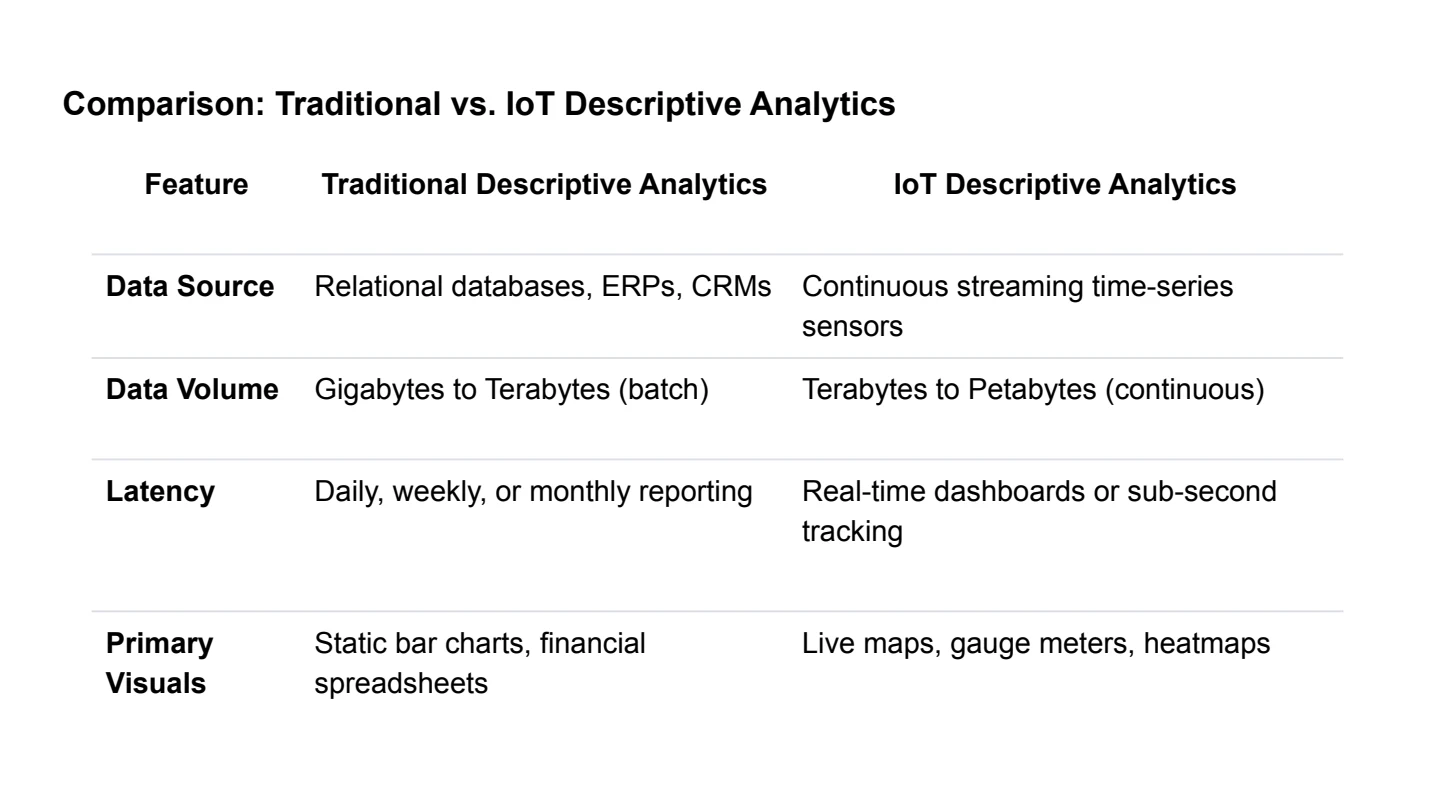 Comparison: Traditional vs. IoT Descriptive Analytics
Feature Traditional Descriptive Analytics IoT Descriptive Analytics
Data Source Relational databases, ERPs, CRMs Continuous streaming time-series
sensors
Data Volume Gigabytes to Terabytes (batch) Terabytes to Petabytes (continuous)
Latency Daily, weekly, or monthly reporting Real-time dashboards or sub-second
tracking
Primary Static bar charts, financial Live maps, gauge meters, heatmaps
Visuals spreadsheets